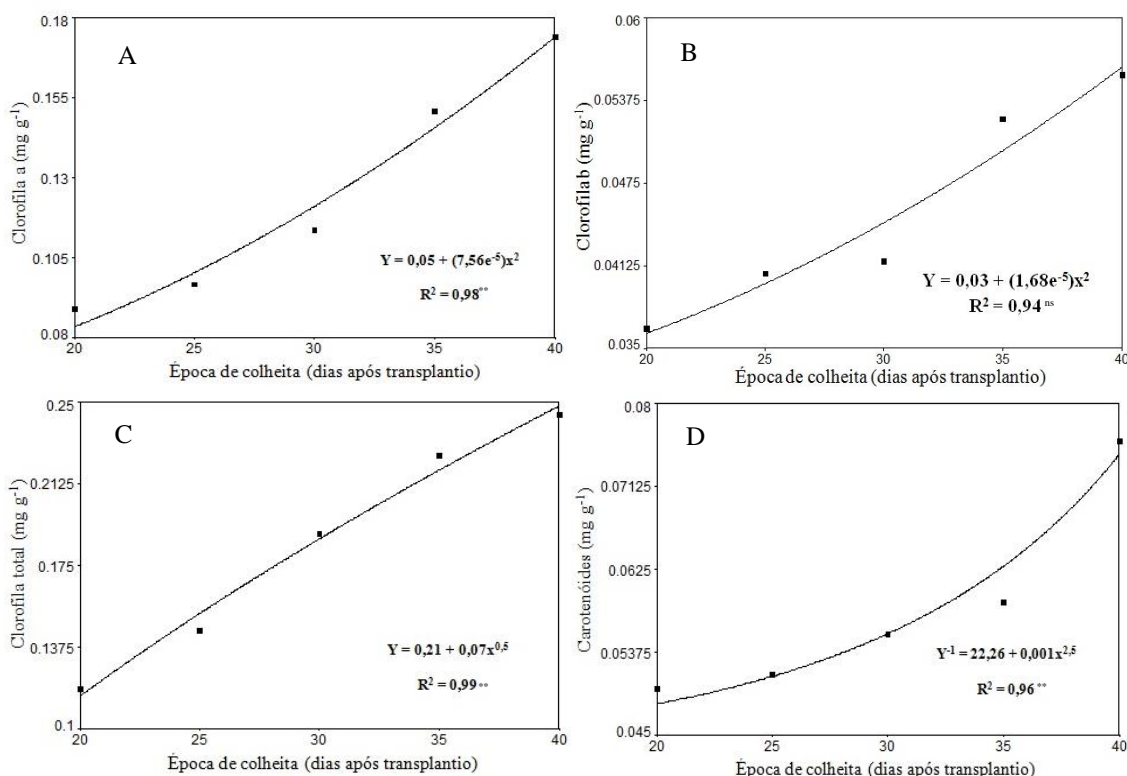 A
Clorofila a (mg g⁻¹)
0.18
0.155
0.13
0.105
0.08
Y = 0,05 + (7,56e⁻⁵)x²
R² = 0,98**
20 25 30 35 40
Época de colheita (dias após transplantio)
B
Clorofilab (mg g⁻¹)
0.06
0.05375
0.0475
0.04125
0.035
Y = 0,03 + (1,68e⁻⁵)x²
R² = 0,94 ns
20 25 30 35 40
Época de colheita (dias após transplantio)
C
Clorofila total (mg g⁻¹)
0.25
0.2125
0.175
0.1375
0.1
Y = 0,21 + 0,07x⁰,⁵
R² = 0,99 **
20 25 30 35 40
Época de colheita (dias após transplantio)
D
Carotenóides (mg g⁻¹)
0.08
0.07125
0.0625
0.05375
0.045
Y⁻¹ = 22,26 + 0,001x²,⁵
R² = 0,96 **
20 25 30 35 40
Época de colheita (dias após transplantio)